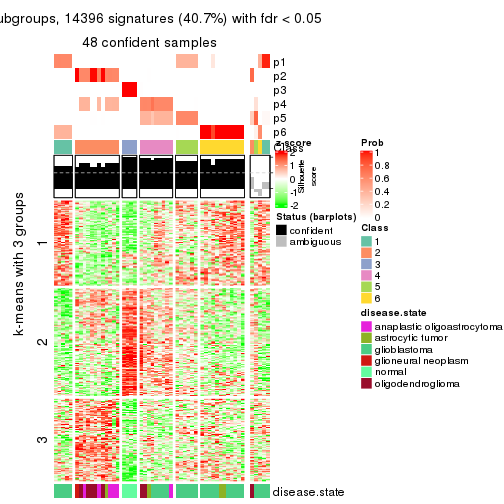 ubgroups, 14396 signatures (40.7%) with fdr < 0.05
48 confident samples
p1
p2
p3
p4
p5
p6
Class
z-score
2
1
0
-1
-2
Silhouette
score
Status (barplots)
confident
ambiguous
Prob
1
0.8
0.6
0.4
0.2
0
Class
1
2
3
4
5
6
disease.state
anaplastic oligoastrocytoma
astrocytic tumor
glioblastoma
glioneural neoplasm
normal
oligodendroglioma
k-means with 3 groups
1
2
3
disease.state